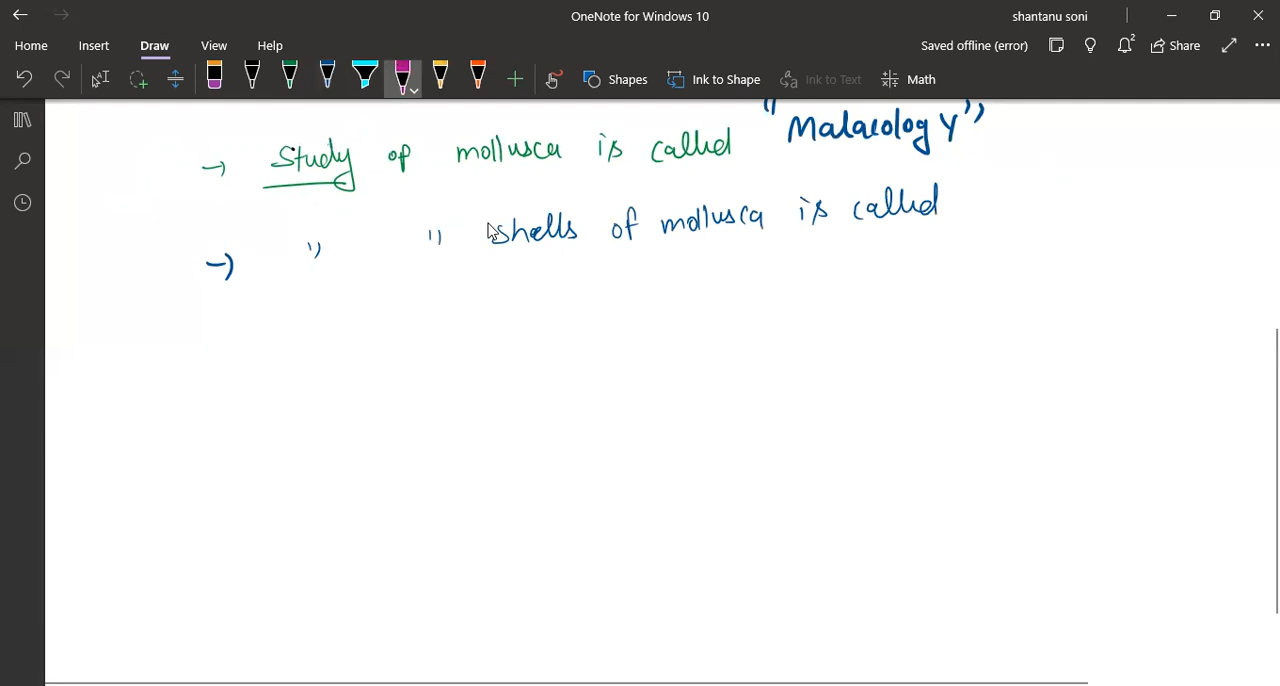 OneNote for Windows 10
shantanu soni
Home Insert Draw View Help
Saved offline (error) Share
Shapes Ink to Shape Ink to Text Math
→ Study of mollusca is called "Malacology"
→ " " shells of mollusca is called